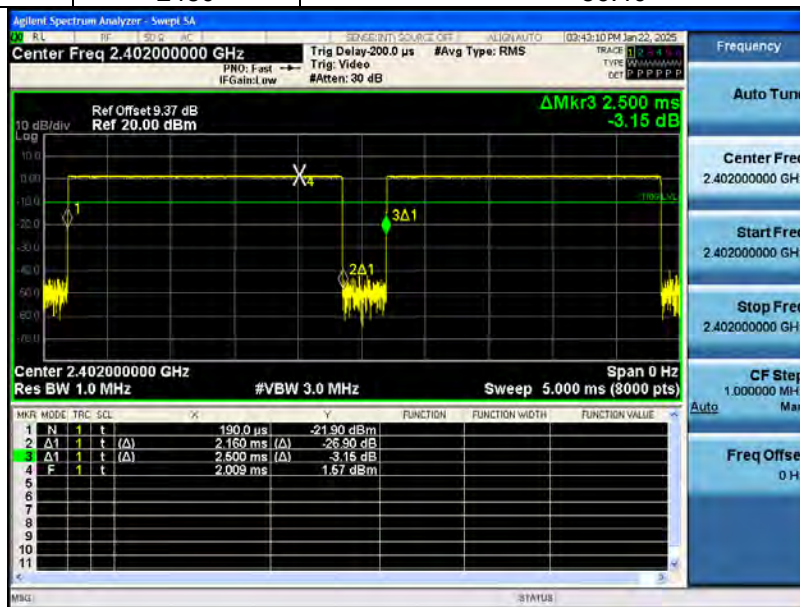 Agilent Spectrum Analyzer - Swept SA
RL RF 50 Ω AC SENSE:INT SOURCE OFF ALIGN AUTO 03:43:10 PM Jan 22, 2025
Center Freq 2.402000000 GHz
Trig Delay-200.0 µs #Avg Type: RMS
TRACE 1 2 3 4 5 6
PNO: Fast Trig: Video
TYPE
IFGain:Low #Atten: 30 dB
DET P P P P P P
Frequency
Auto Tune
ΔMkr3 2.500 ms
-3.15 dB
Ref Offset 9.37 dB
10 dB/div Ref 20.00 dBm
Log
10.0
0.00
-10.0
-20.0
-30.0
-40.0
-50.0
-60.0
-70.0
1
4
TRIG LVL
3Δ1
2Δ1
Center Freq
2.402000000 GHz
Start Freq
2.402000000 GHz
Stop Freq
2.402000000 GHz
CF Step
1.000000 MHz
Auto Man
Freq Offset
0 Hz
Center 2.402000000 GHz Span 0 Hz
Res BW 1.0 MHz #VBW 3.0 MHz Sweep 5.000 ms (8000 pts)
MKR MODE TRC SCL X Y FUNCTION FUNCTION WIDTH FUNCTION VALUE
1 N 1 t 190.0 µs -21.90 dBm
2 Δ1 1 t (Δ) 2.160 ms (Δ) -26.90 dB
3 Δ1 1 t (Δ) 2.500 ms (Δ) -3.15 dB
4 F 1 t 2.009 ms 1.57 dBm
5
6
7
8
9
10
11
MSG STATUS